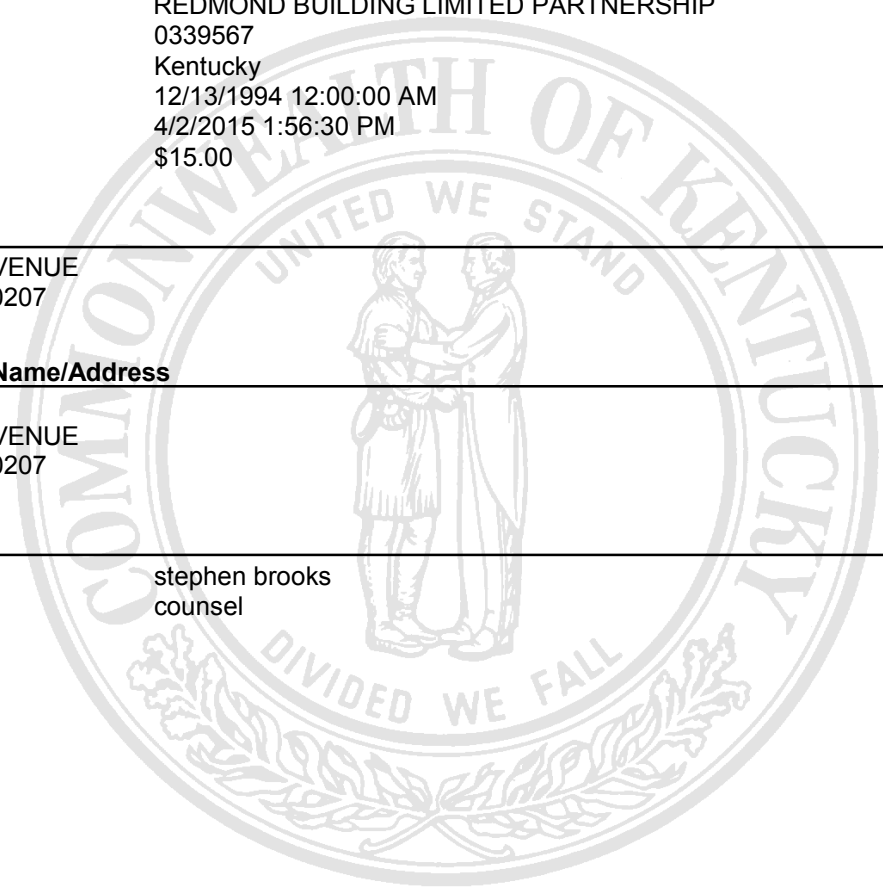 REDMOND BUILDING LIMITED PARTNERSHIP
0339567
Kentucky
12/13/1994 12:00:00 AM
4/2/2015 1:56:30 PM
$15.00
VENUE
0207
Name/Address
VENUE
0207
stephen brooks
counsel
COMMONWEALTH OF KENTUCKY
UNITED WE STAND
DIVIDED WE FALL